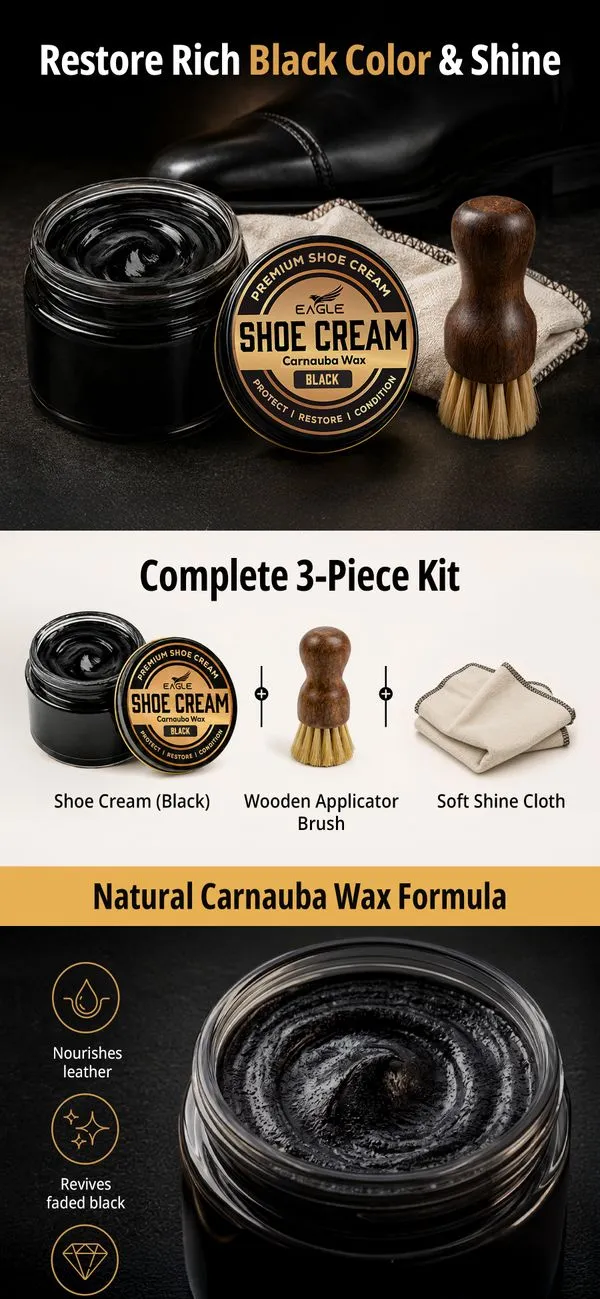 Restore Rich Black Color & Shine
PREMIUM SHOE CREAM
EAGLE
SHOE CREAM
Carnauba Wax
BLACK
PROTECT | RESTORE | CONDITION
Complete 3-Piece Kit
PREMIUM SHOE CREAM
EAGLE
SHOE CREAM
Carnauba Wax
BLACK
PROTECT | RESTORE | CONDITION
Shoe Cream (Black)
Wooden Applicator
Brush
Soft Shine Cloth
Natural Carnauba Wax Formula
Nourishes
leather
Revives
faded black